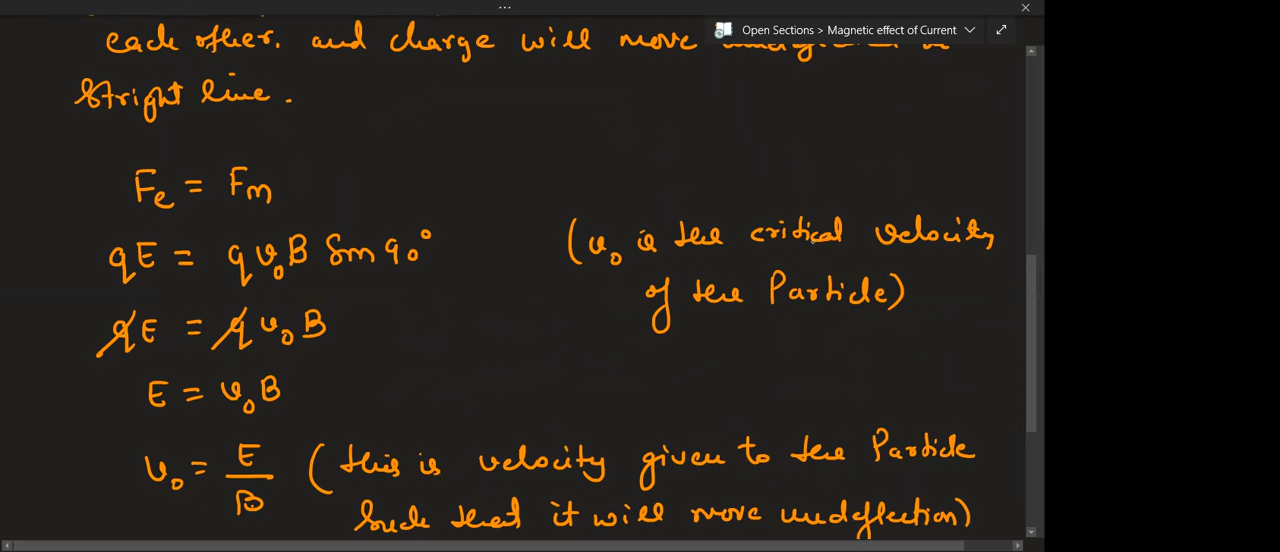 each other. and charge will move
Open Sections > Magnetic effect of Current
Stright line.
Fe = Fm
qE = qv₀B Sin 90°
(v₀ is the critical velocity
of the Particle)
qE = qv₀B
E = v₀B
v₀ = E/B (this is velocity given to the Particle
Such that it will move undeflection)